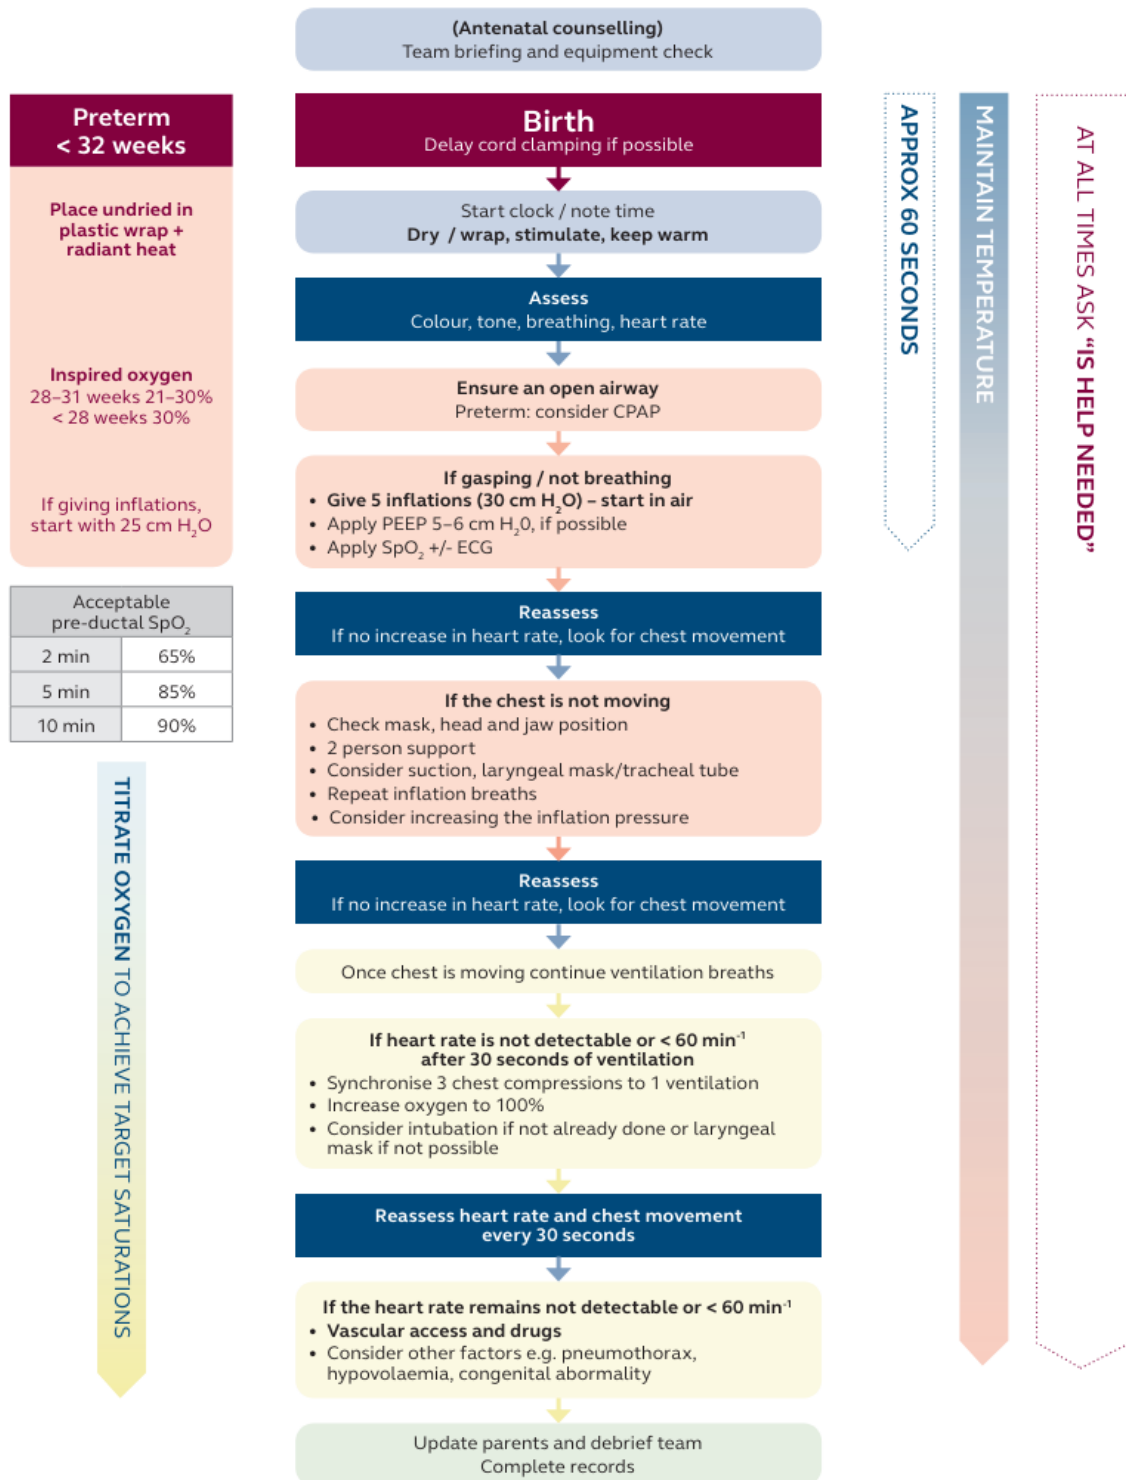 (Antenatal counselling)
Team briefing and equipment check
Preterm
< 32 weeks
Place undried in
plastic wrap +
radiant heat
Inspired oxygen
28–31 weeks 21–30%
< 28 weeks 30%
If giving inflations,
start with 25 cm H₂O
Acceptable
pre-ductal SpO₂
2 min 65%
5 min 85%
10 min 90%
TITRATE OXYGEN TO ACHIEVE TARGET SATURATIONS
Birth
Delay cord clamping if possible
Start clock / note time
Dry / wrap, stimulate, keep warm
Assess
Colour, tone, breathing, heart rate
Ensure an open airway
Preterm: consider CPAP
If gasping / not breathing
• Give 5 inflations (30 cm H₂O) – start in air
• Apply PEEP 5–6 cm H₂0, if possible
• Apply SpO₂ +/- ECG
Reassess
If no increase in heart rate, look for chest movement
If the chest is not moving
• Check mask, head and jaw position
• 2 person support
• Consider suction, laryngeal mask/tracheal tube
• Repeat inflation breaths
• Consider increasing the inflation pressure
Reassess
If no increase in heart rate, look for chest movement
Once chest is moving continue ventilation breaths
If heart rate is not detectable or < 60 min⁻¹
after 30 seconds of ventilation
• Synchronise 3 chest compressions to 1 ventilation
• Increase oxygen to 100%
• Consider intubation if not already done or laryngeal
mask if not possible
Reassess heart rate and chest movement
every 30 seconds
If the heart rate remains not detectable or < 60 min⁻¹
• Vascular access and drugs
• Consider other factors e.g. pneumothorax,
hypovolaemia, congenital abormality
Update parents and debrief team
Complete records
APPROX 60 SECONDS
MAINTAIN TEMPERATURE
AT ALL TIMES ASK “IS HELP NEEDED”